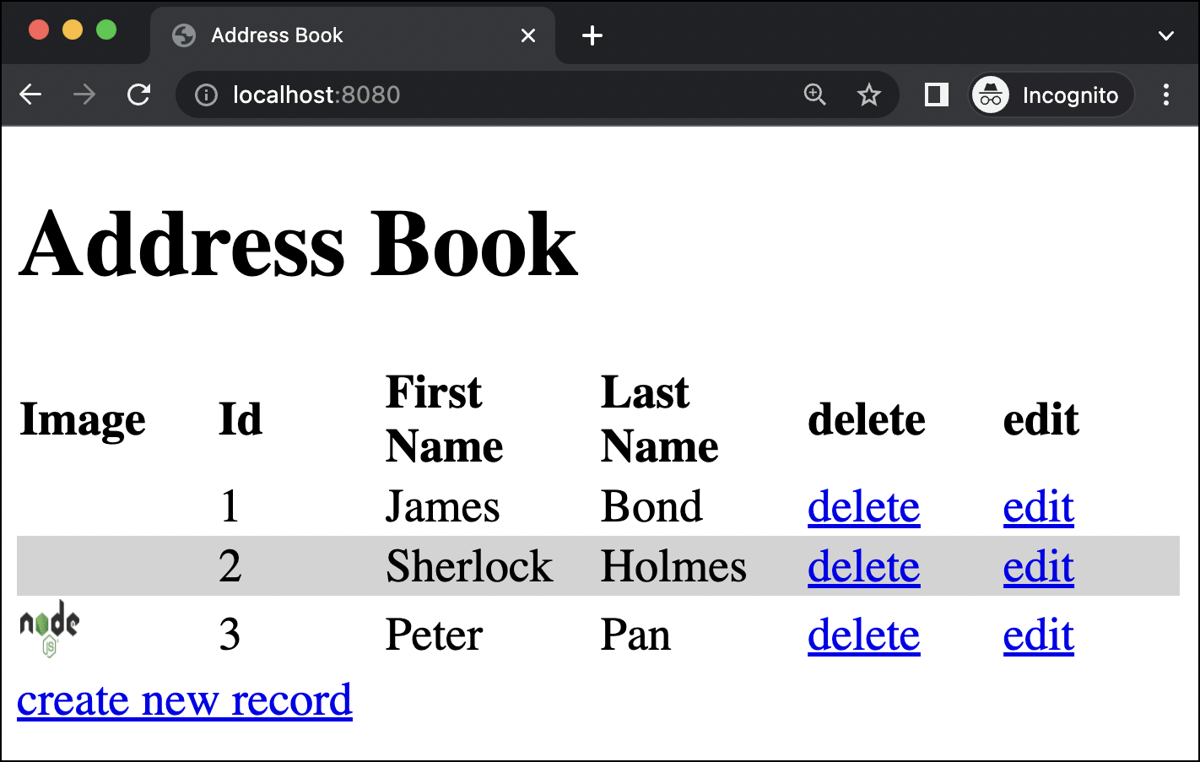 Address Book
localhost:8080
Incognito
Address Book
Image Id First Name Last Name delete edit
1 James Bond delete edit
2 Sherlock Holmes delete edit
node JS 3 Peter Pan delete edit
create new record